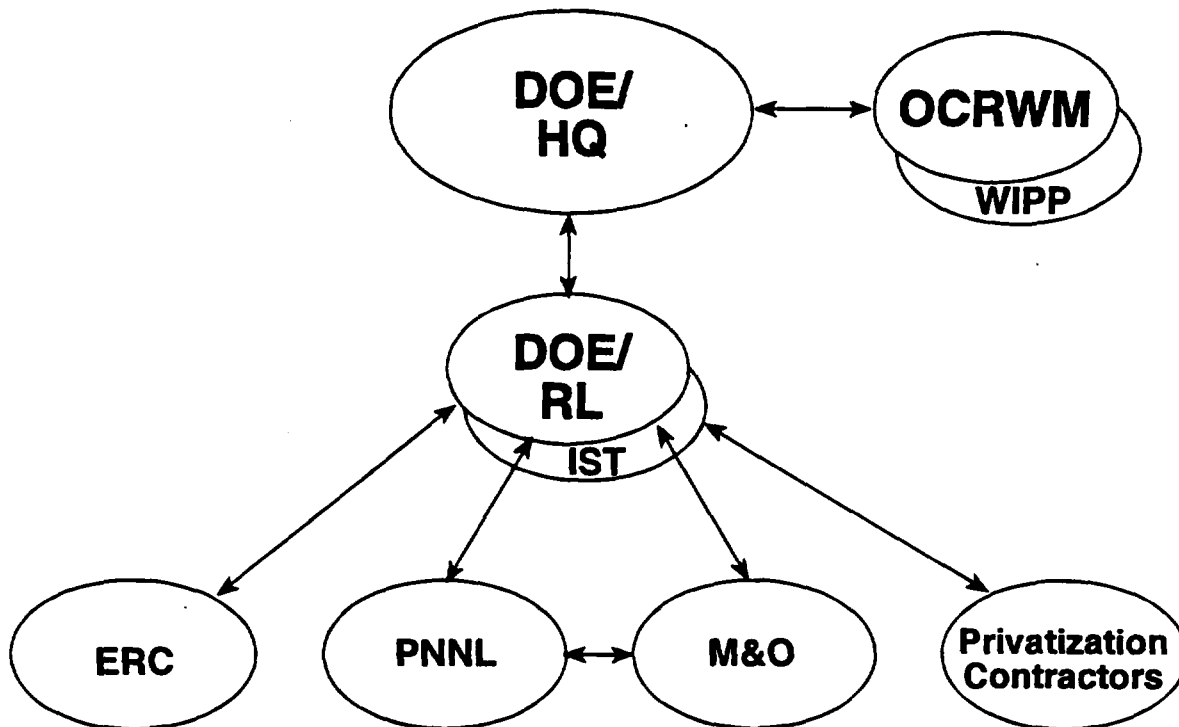 DOE/
HQ
OCRWM
WIPP
DOE/
RL
IST
ERC
PNNL
M&O
Privatization
Contractors